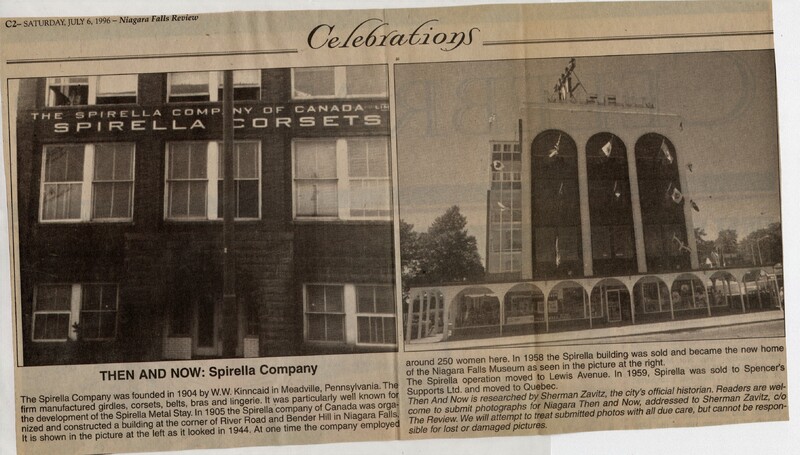 C2– SATURDAY, JULY 6, 1996 – Niagara Falls Review
Celebrations
THE SPIRELLA COMPANY OF CANADA LTD
SPIRELLA CORSETS
THEN AND NOW: Spirella Company
The Spirella Company was founded in 1904 by W.W. Kinncaid in Meadville, Pennsylvania. The
firm manufactured girdles, corsets, belts, bras and lingerie. It was particularly known for
the development of the Spirella Metal Stay. In 1905 the Spirella company of Canada was orga-
nized and constructed a building at the corner of River Road and Bender Hill in Niagara Falls.
It is shown in the picture at the left as it looked in 1944. At one time the company employed
around 250 women here. In 1958 the Spirella building was sold and became the new home
of the Niagara Falls Museum as seen in the picture at the right.
The Spirella operation moved to Lewis Avenue. In 1959, Spirella was sold to Spencer's
Supports Ltd. and moved to Quebec.
Then And Now is researched by Sherman Zavitz, the city's official historian. Readers are wel-
come to submit photographs for Niagara Then and Now, addressed to Sherman Zavitz, c/o
The Review. We will attempt to treat submitted photos with all due care, but cannot be respon-
sible for lost or damaged pictures.